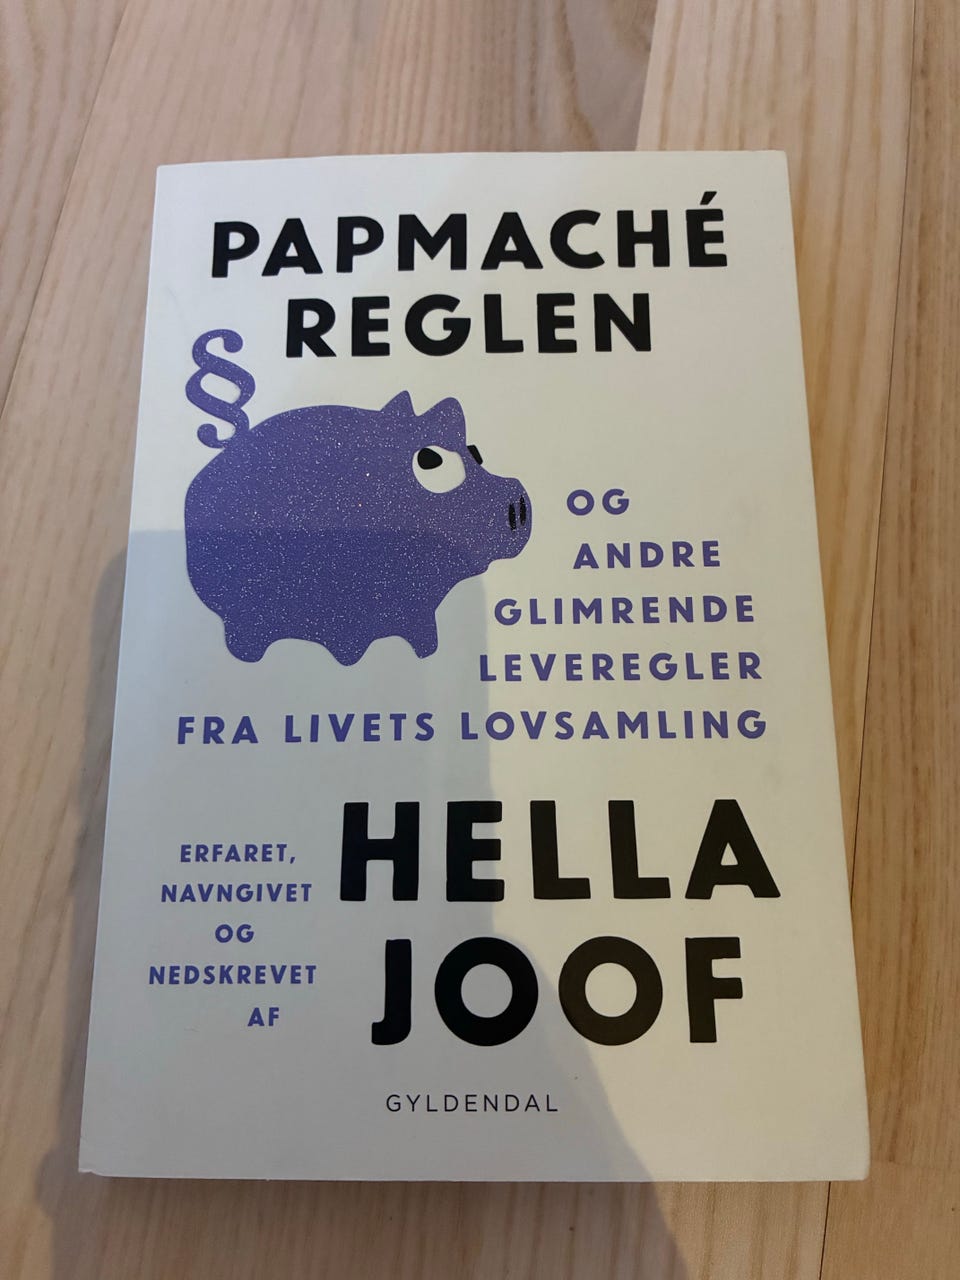 PAPMACHÉ
REGLEN
§
OG
ANDRE
GLIMRENDE
LEVEREGLER
FRA LIVETS LOVSAMLING
ERFARET,
NAVNGIVET
OG
NEDSKREVET
AF
HELLA
JOOF
GYLDENDAL